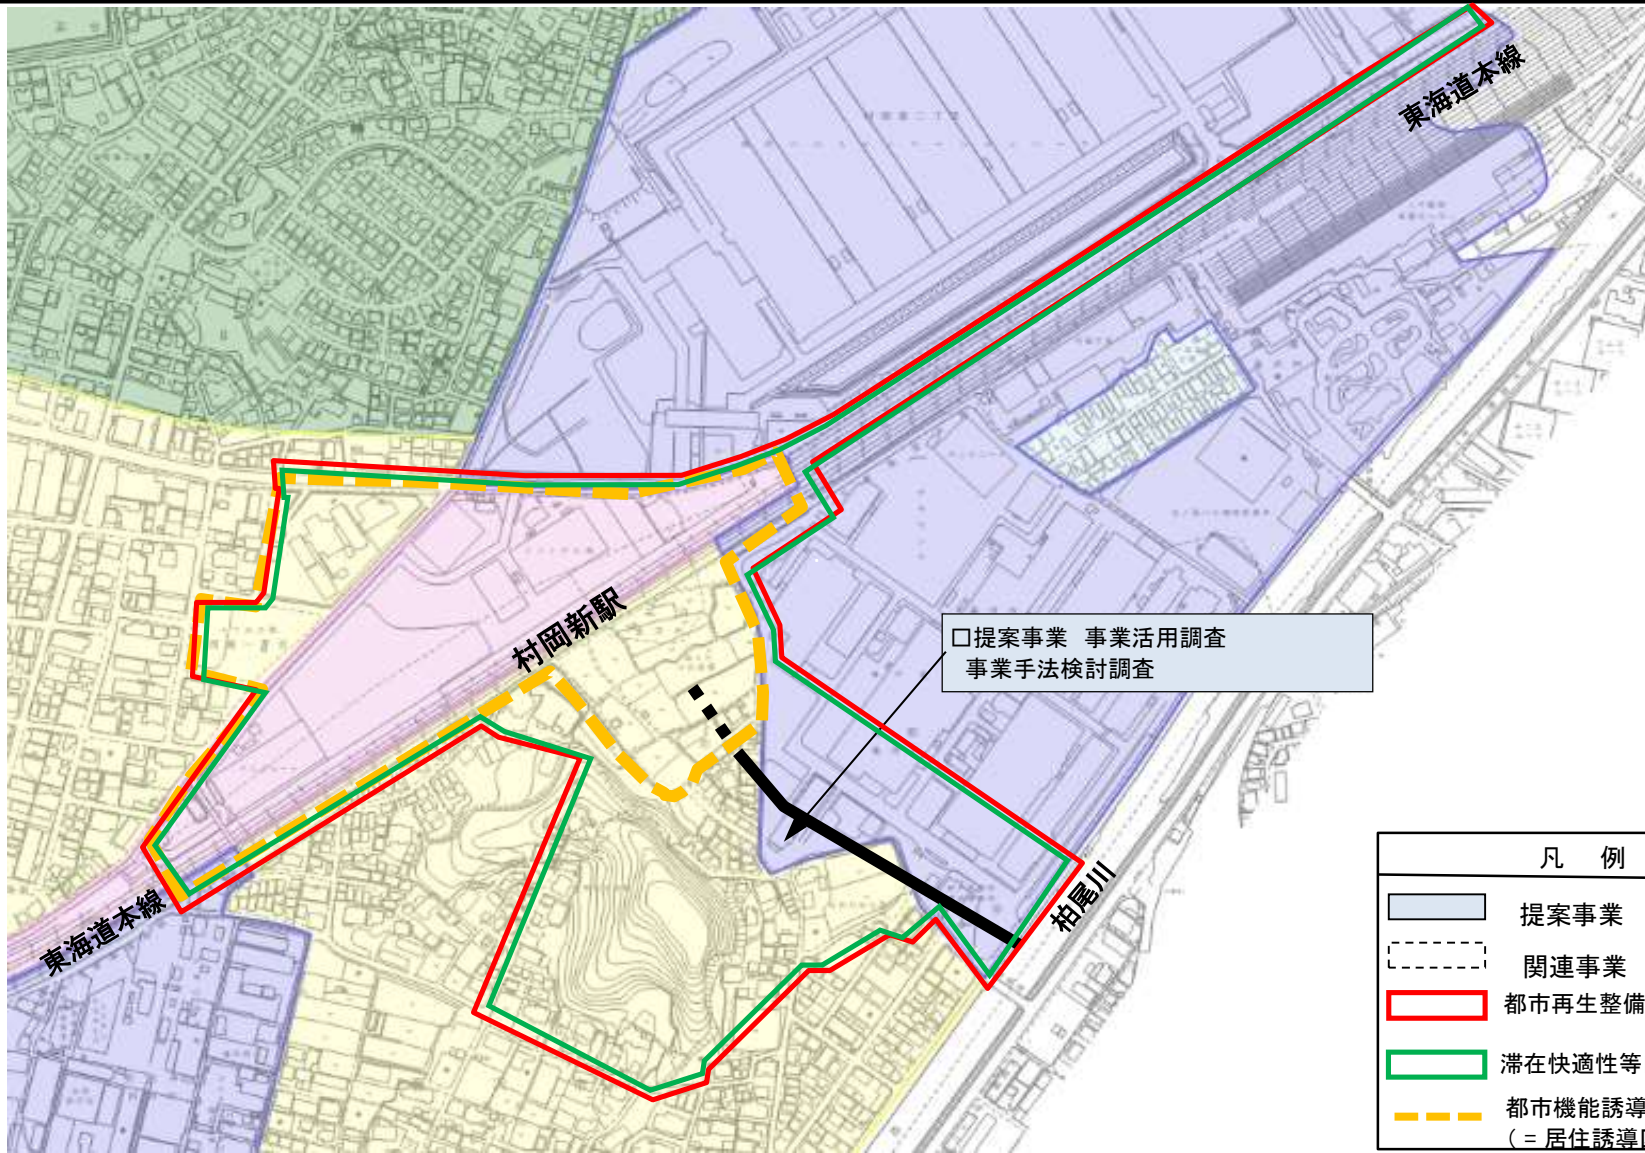 東海道本線
村岡新駅
□提案事業 事業活用調査
事業手法検討調査
柏尾川
東海道本線
凡 例
提案事業
関連事業
都市再生整備
滞在快適性等
都市機能誘導
(=居住誘導